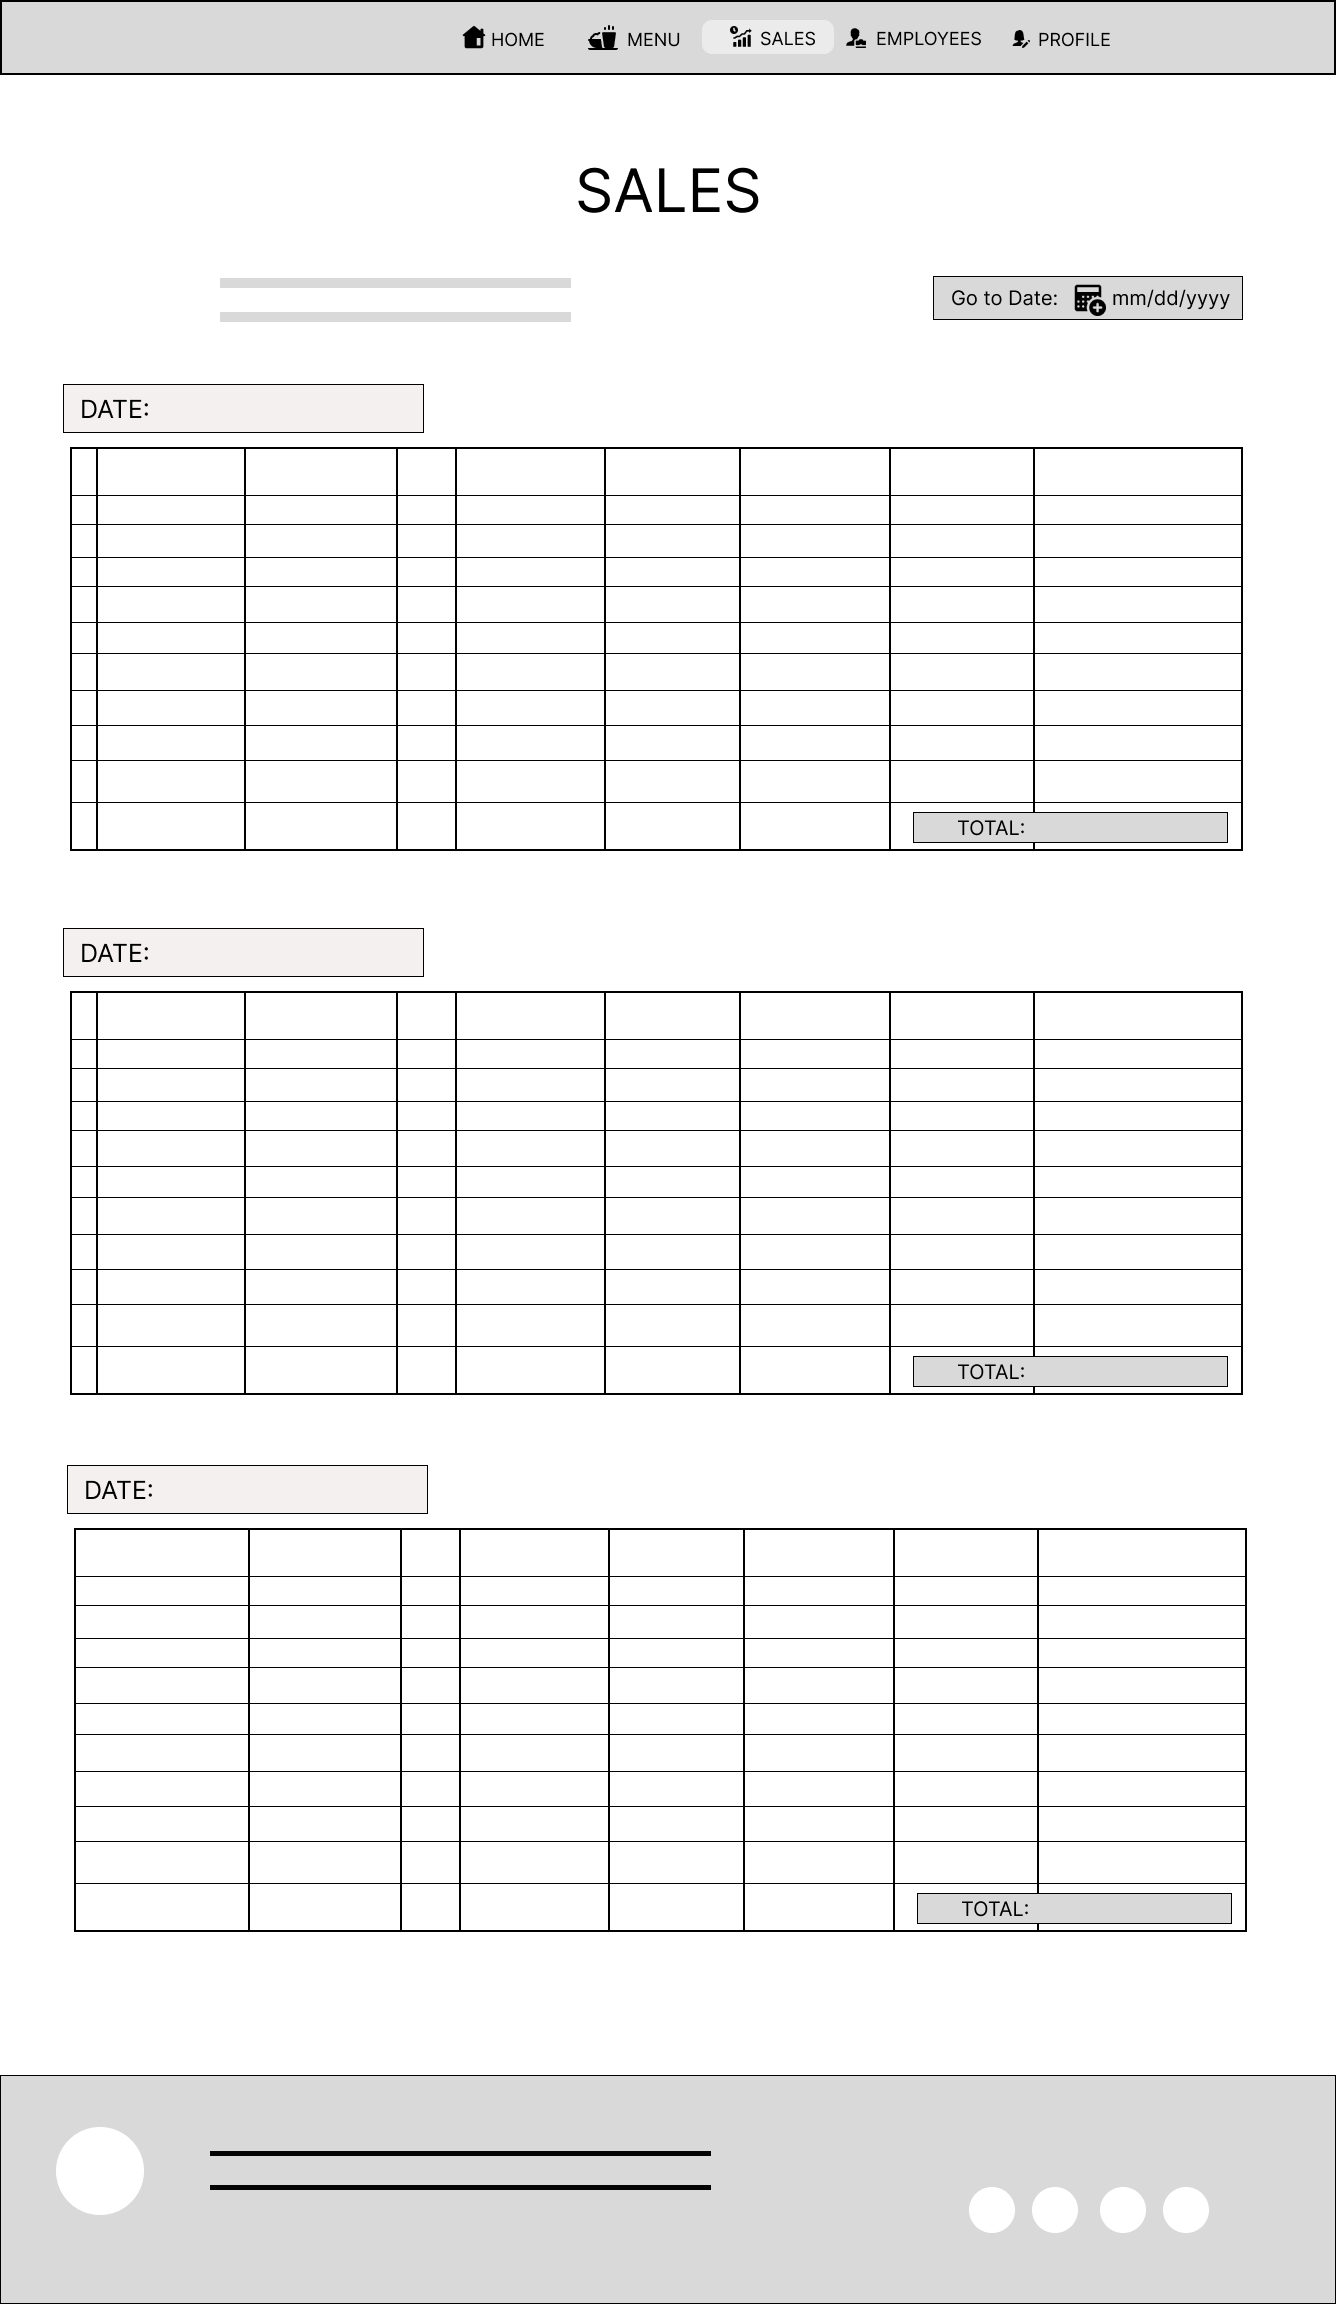 HOME MENU SALES EMPLOYEES PROFILE
SALES
Go to Date: mm/dd/yyyy
DATE:
TOTAL:
DATE:
TOTAL:
DATE:
TOTAL: